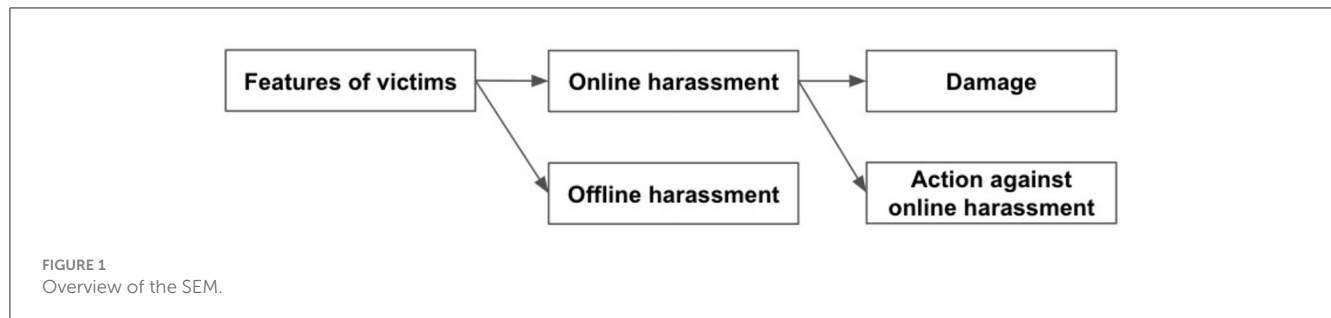 Features of victims
Online harassment
Damage
Offline harassment
Action against
online harassment
FIGURE 1
Overview of the SEM.